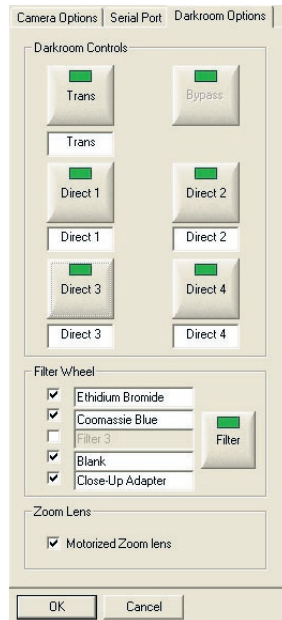 Camera Options Serial Port Darkroom Options
Darkroom Controls
Trans Bypass
Trans
Direct 1 Direct 2
Direct 1 Direct 2
Direct 3 Direct 4
Direct 3 Direct 4
Filter Wheel
Ethidium Bromide
Coomassie Blue
Filter 3 Filter
Blank
Close-Up Adapter
Zoom Lens
Motorized Zoom lens
OK Cancel